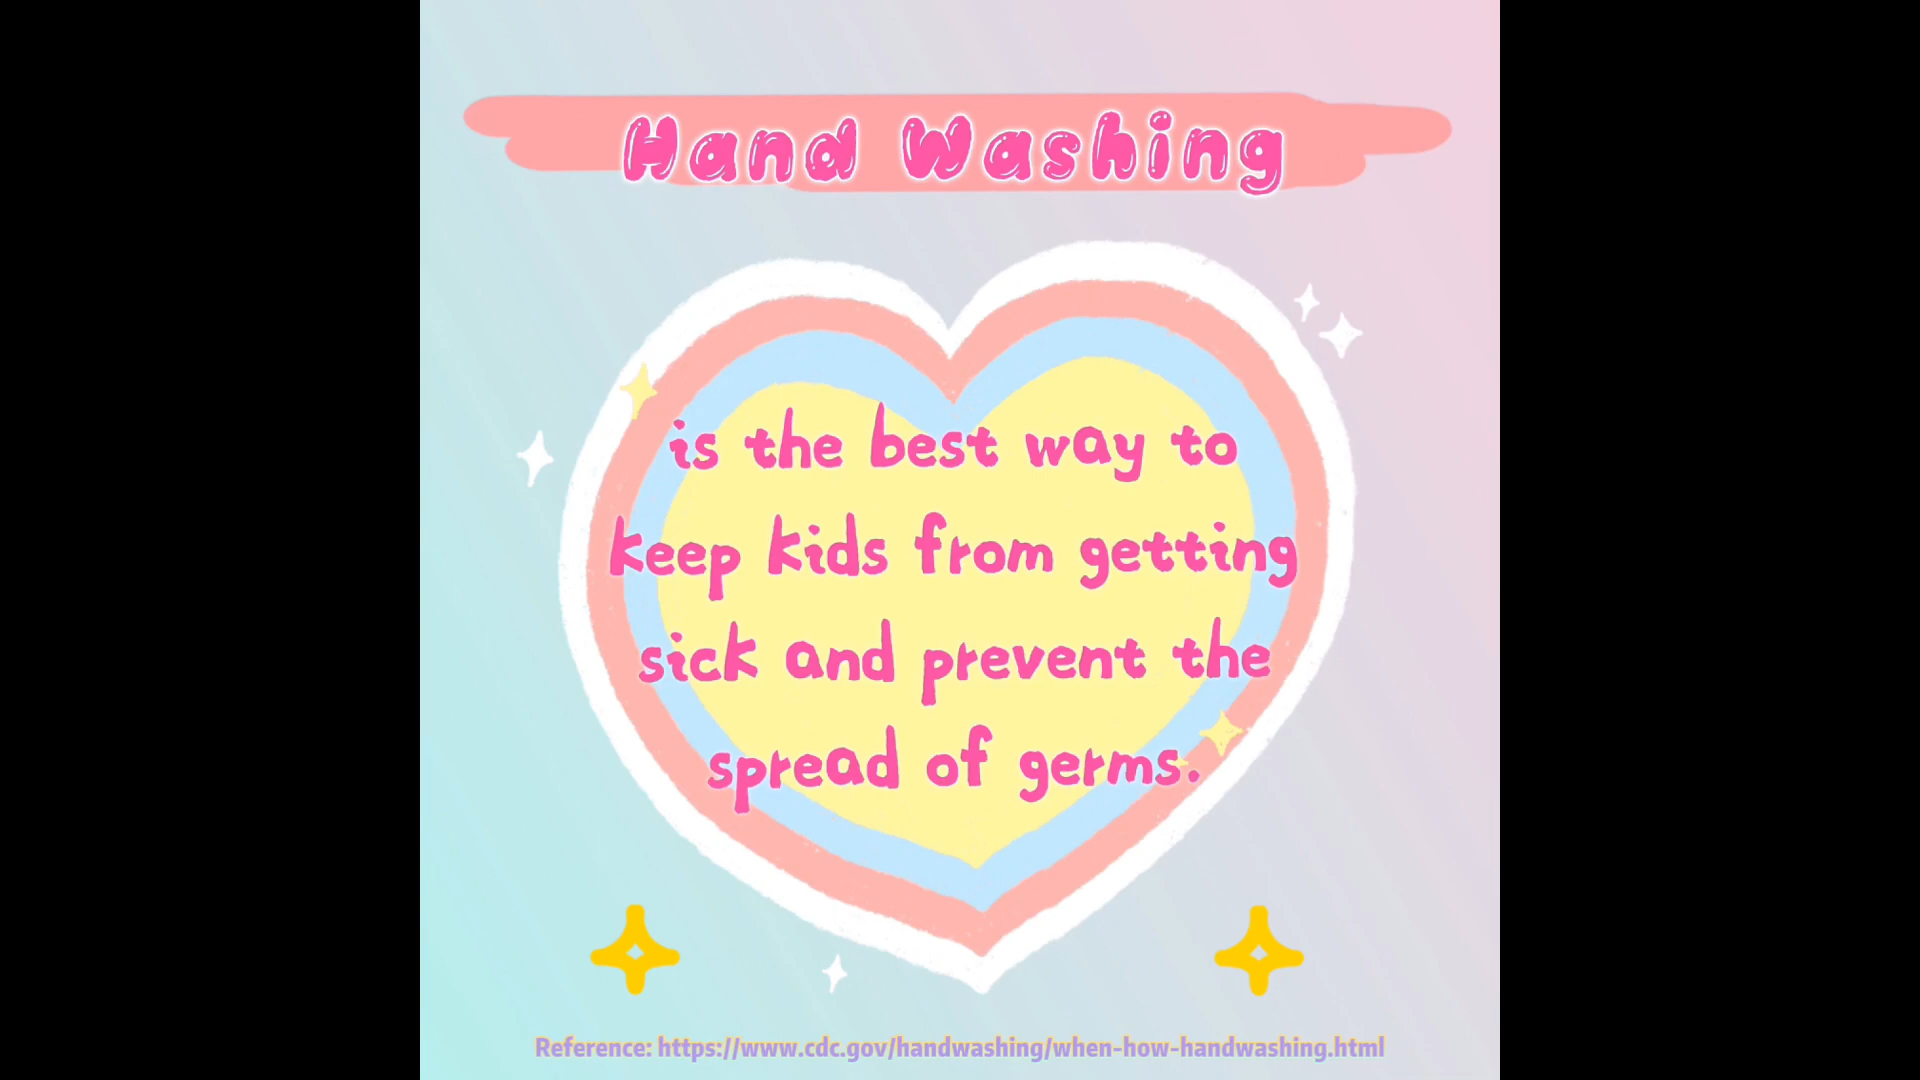 Hand Washing
is the best way to
keep kids from getting
sick and prevent the
spread of germs.
Reference: https://www.cdc.gov/handwashing/when-how-handwashing.html